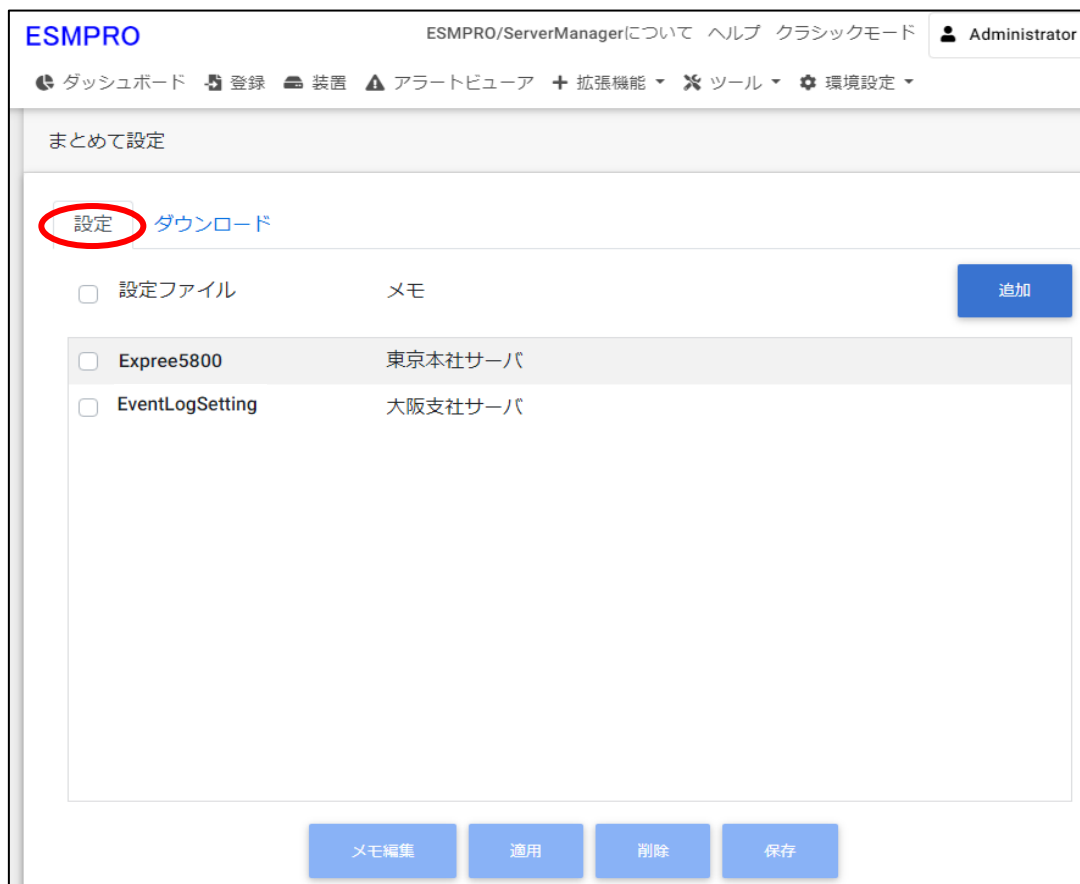 ESMPRO ESMPRO/ServerManagerについて ヘルプ クラシックモード Administrator
ダッシュボード 登録 装置 アラートビューア 拡張機能 ツール 環境設定
まとめて設定
設定 ダウンロード
設定ファイル メモ 追加
Expree5800 東京本社サーバ
EventLogSetting 大阪支社サーバ
メモ編集 適用 削除 保存